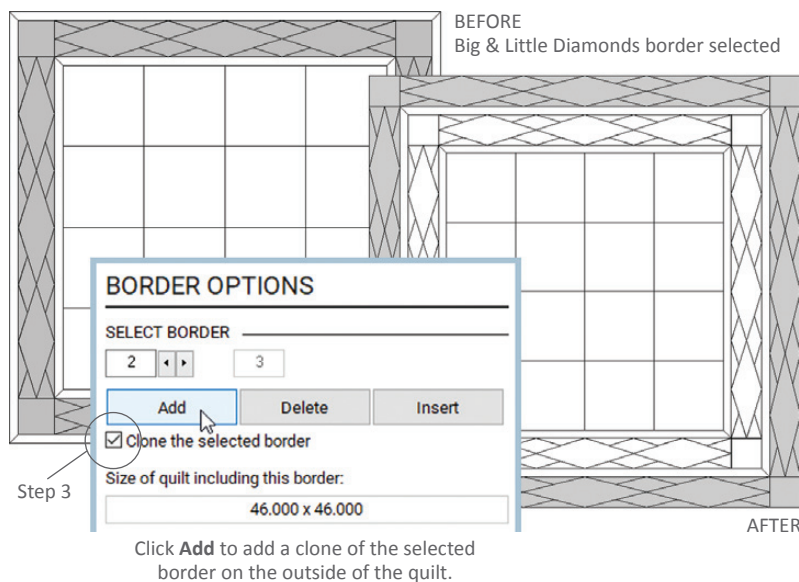 BEFORE
Big & Little Diamonds border selected
BORDER OPTIONS
SELECT BORDER
2 3
Add Delete Insert
Clone the selected border
Step 3
Size of quilt including this border:
46.000 x 46.000
AFTER
Click Add to add a clone of the selected
border on the outside of the quilt.